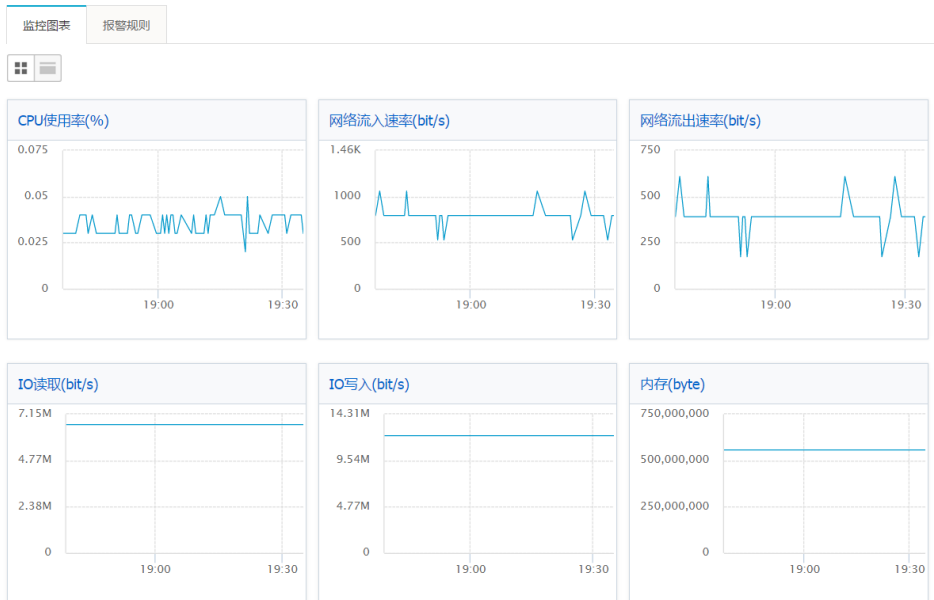 监控图表 报警规则
CPU使用率(%) 网络流入速率(bit/s) 网络流出速率(bit/s)
0.075 1.46K 750
0.05 1000 500
0.025 500 250
0 0 0
19:00 19:30 19:00 19:30 19:00 19:30
IO读取(bit/s) IO写入(bit/s) 内存(byte)
7.15M 14.31M 750,000,000
4.77M 9.54M 500,000,000
2.38M 4.77M 250,000,000
0 0 0
19:00 19:30 19:00 19:30 19:00 19:30